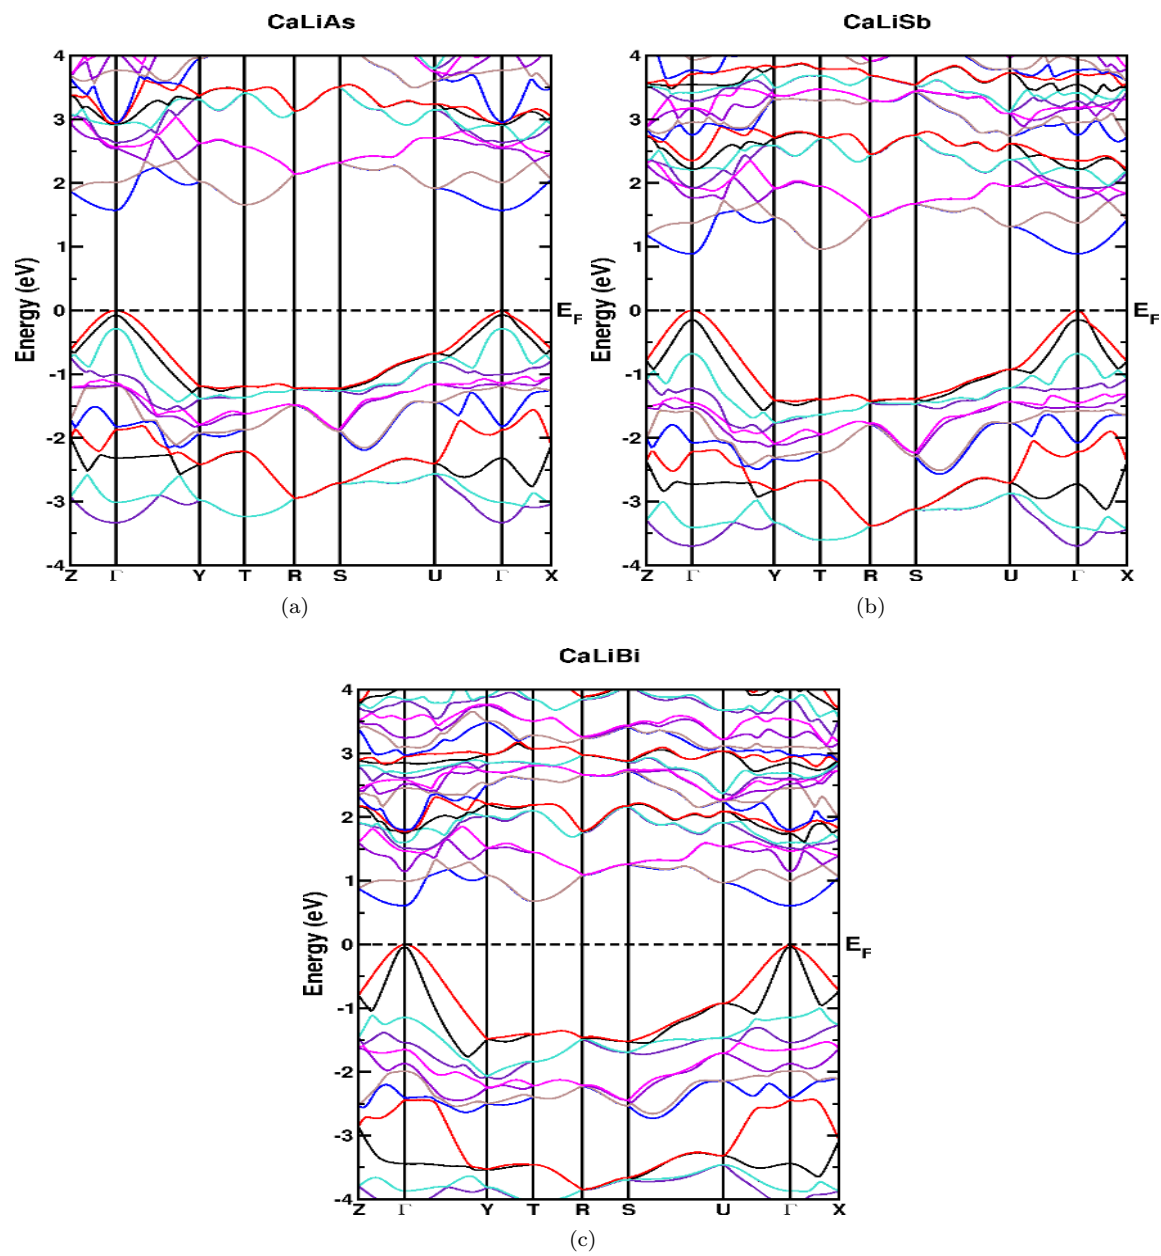 CaLiAs
CaLiSb
4
3
2
1
0
-1
-2
-3
-4
Energy (eV)
E_F
Z Γ Y T R S U Γ X
(a)
4
3
2
1
0
-1
-2
-3
-4
Energy (eV)
E_F
Z Γ Y T R S U Γ X
(b)
CaLiBi
4
3
2
1
0
-1
-2
-3
-4
Energy (eV)
E_F
Z Γ Y T R S U Γ X
(c)